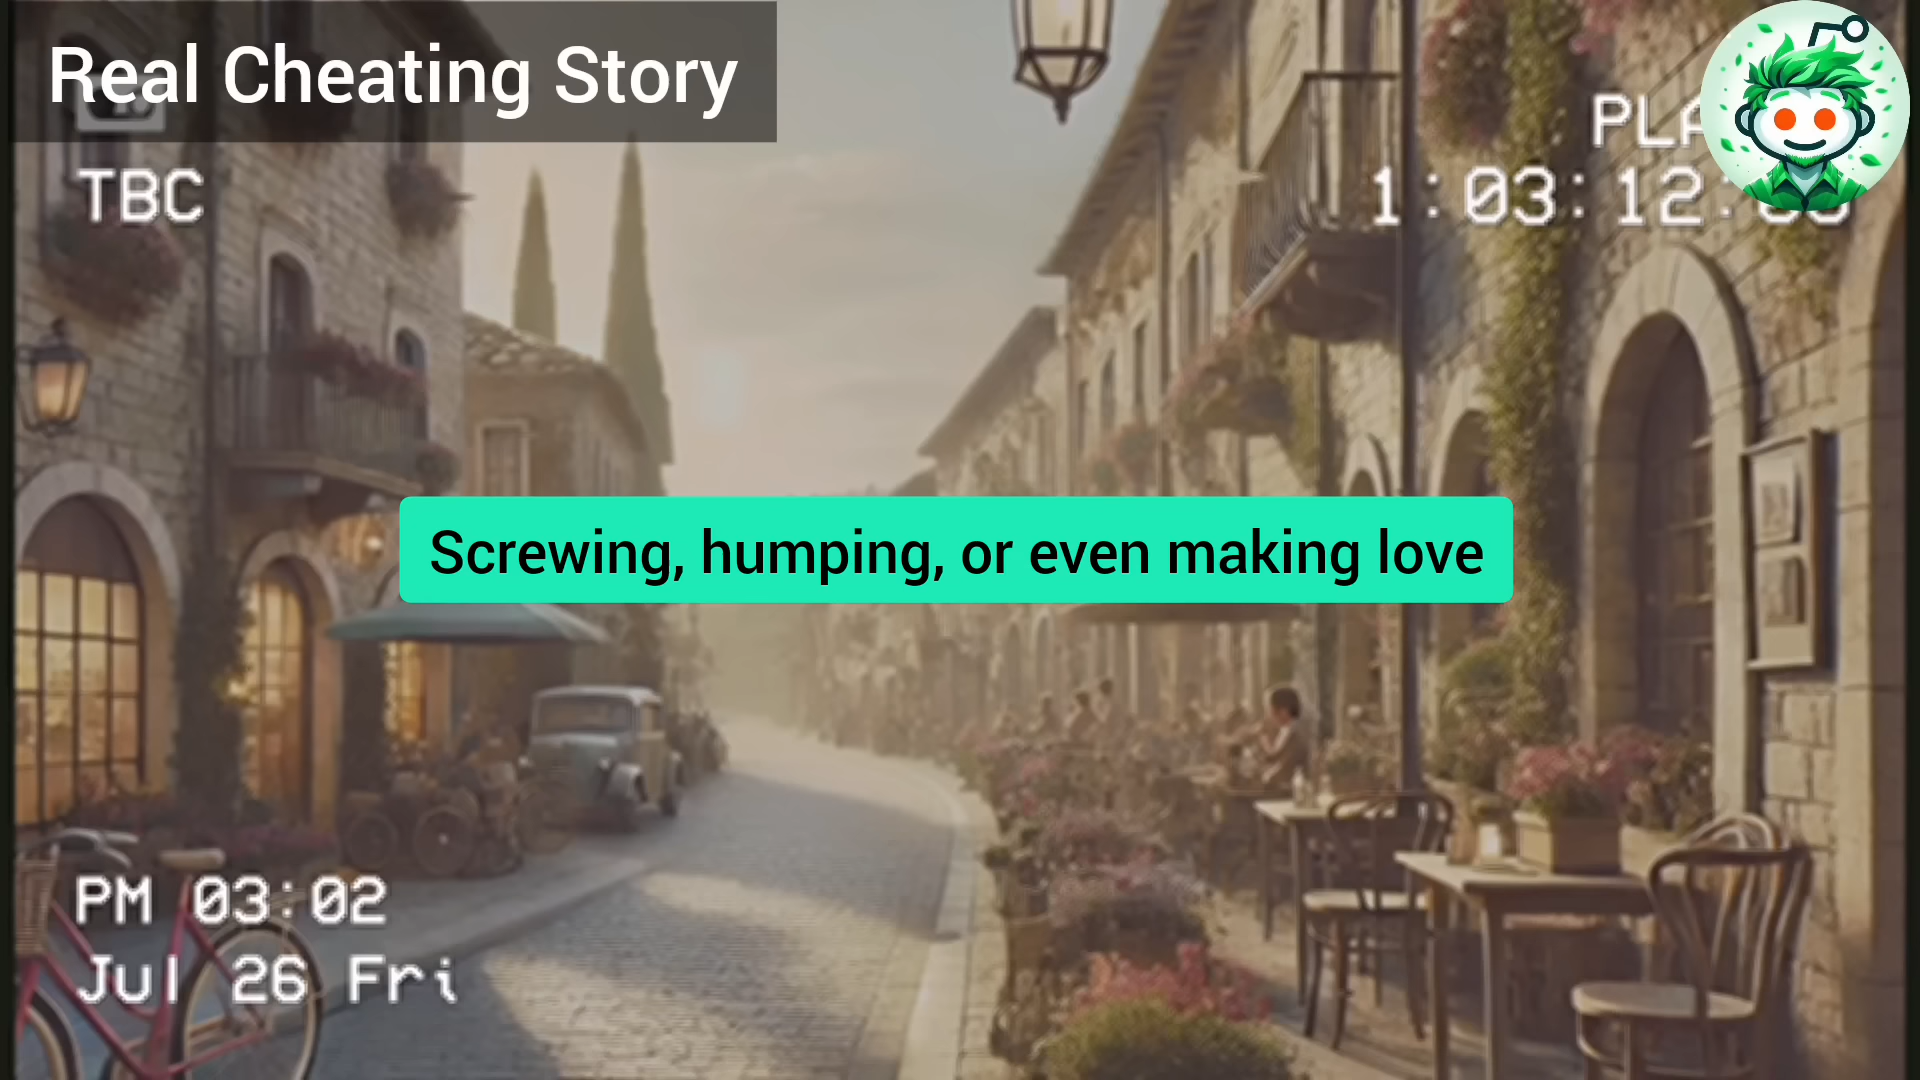 Real Cheating Story
TBC
1:03:12:
Screwing, humping, or even making love
PM 03:02
Jul 26 Fri